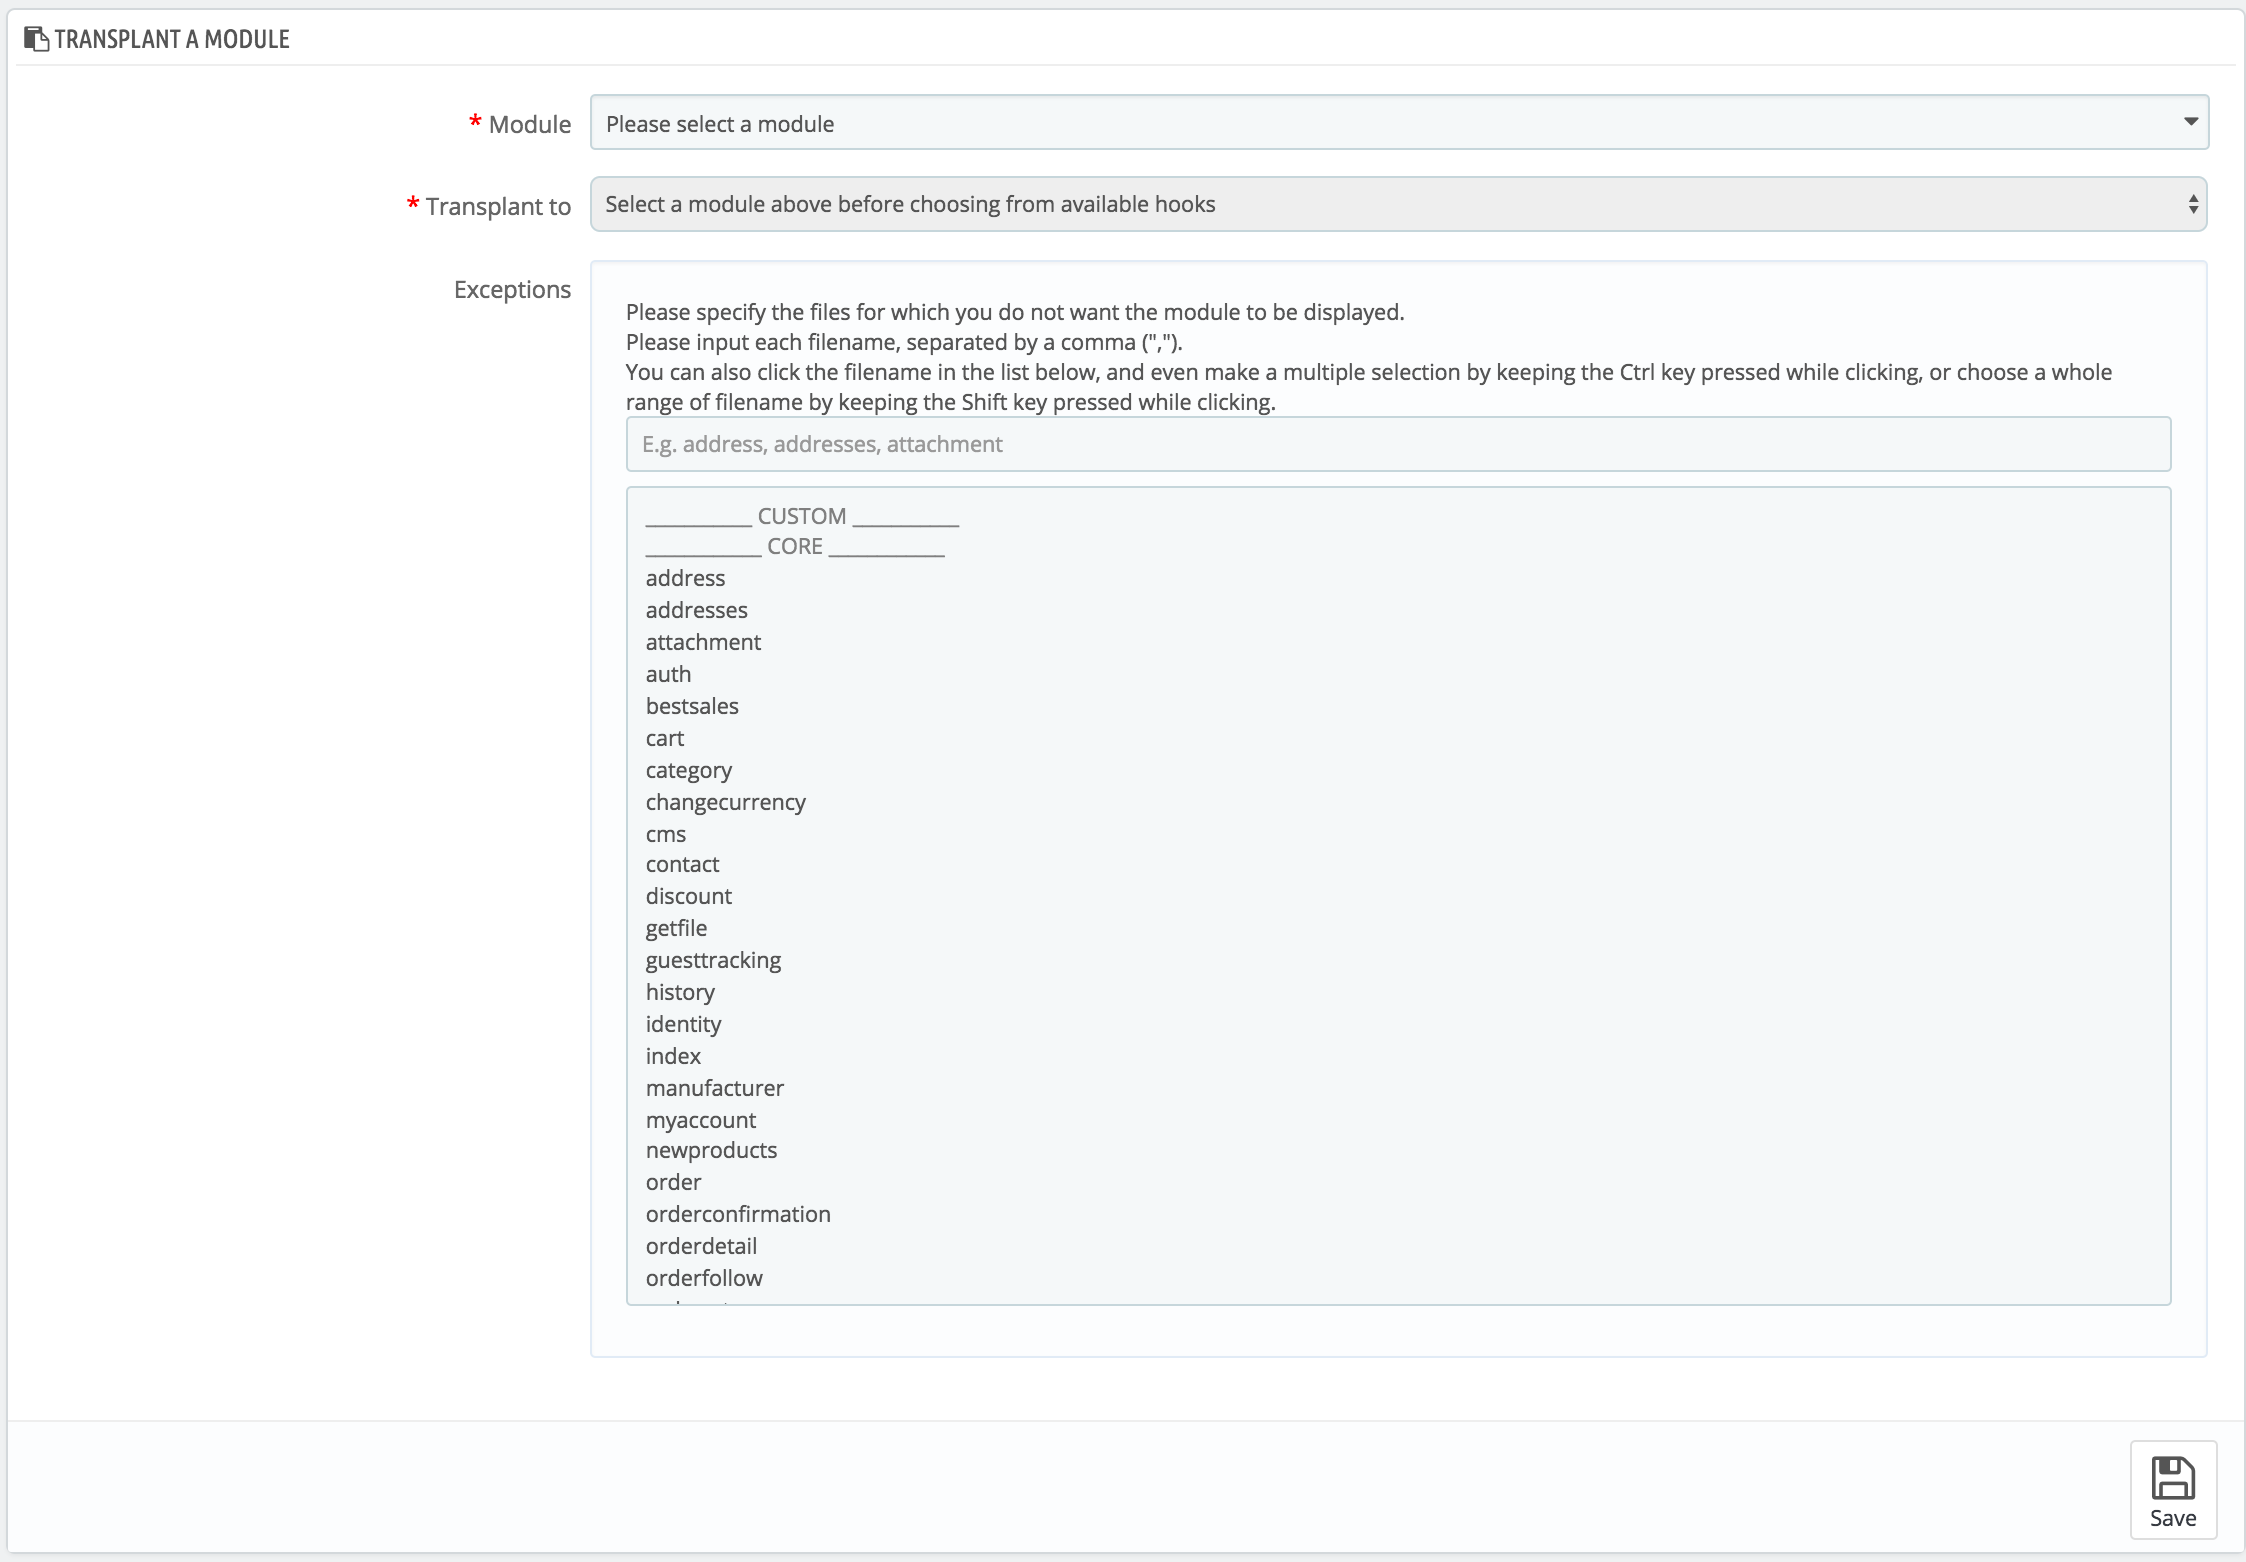 TRANSPLANT A MODULE
* Module
Please select a module
* Transplant to
Select a module above before choosing from available hooks
Exceptions
Please specify the files for which you do not want the module to be displayed.
Please input each filename, separated by a comma (",").
You can also click the filename in the list below, and even make a multiple selection by keeping the Ctrl key pressed while clicking, or choose a whole
range of filename by keeping the Shift key pressed while clicking.
E.g. address, addresses, attachment
___________ CUSTOM ___________
____________ CORE ____________
address
addresses
attachment
auth
bestsales
cart
category
changecurrency
cms
contact
discount
getfile
guesttracking
history
identity
index
manufacturer
myaccount
newproducts
order
orderconfirmation
orderdetail
orderfollow
Save